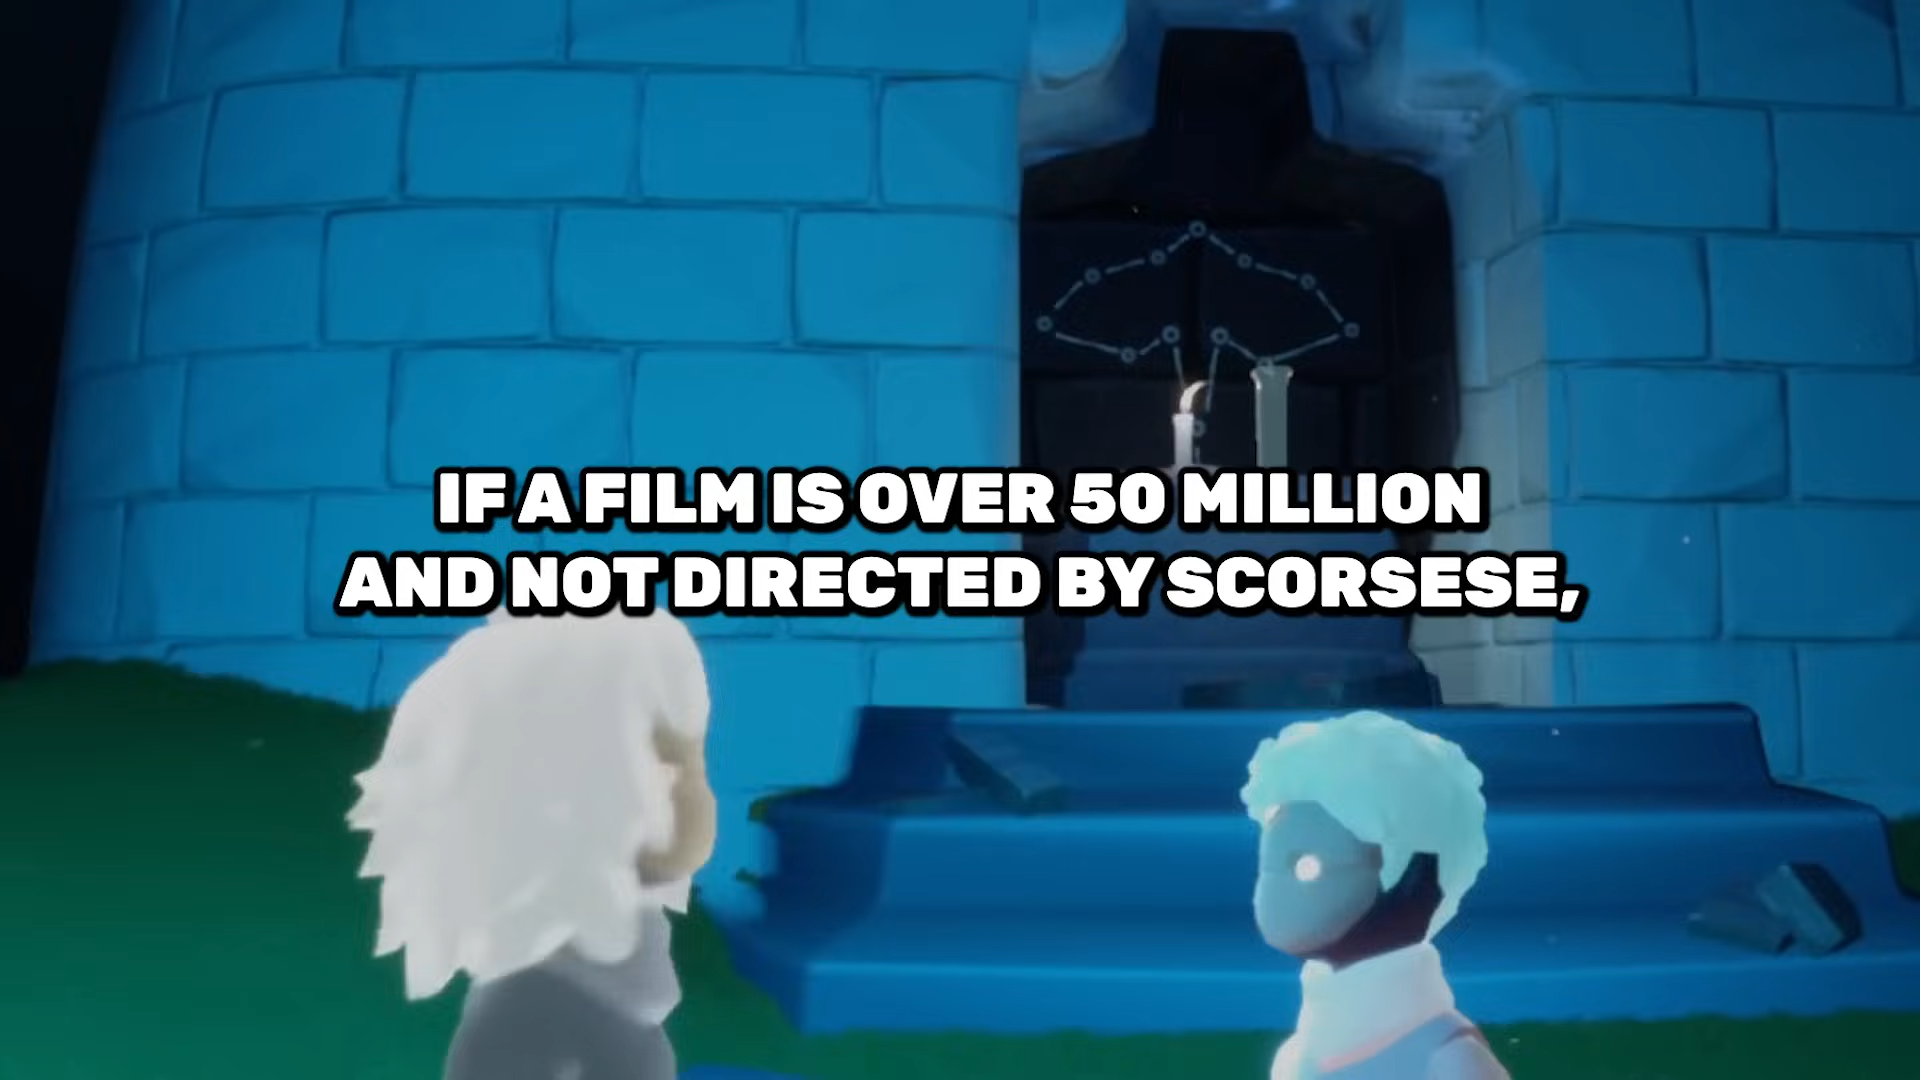 IF A FILM IS OVER 50 MILLION
AND NOT DIRECTED BY SCORSESE,